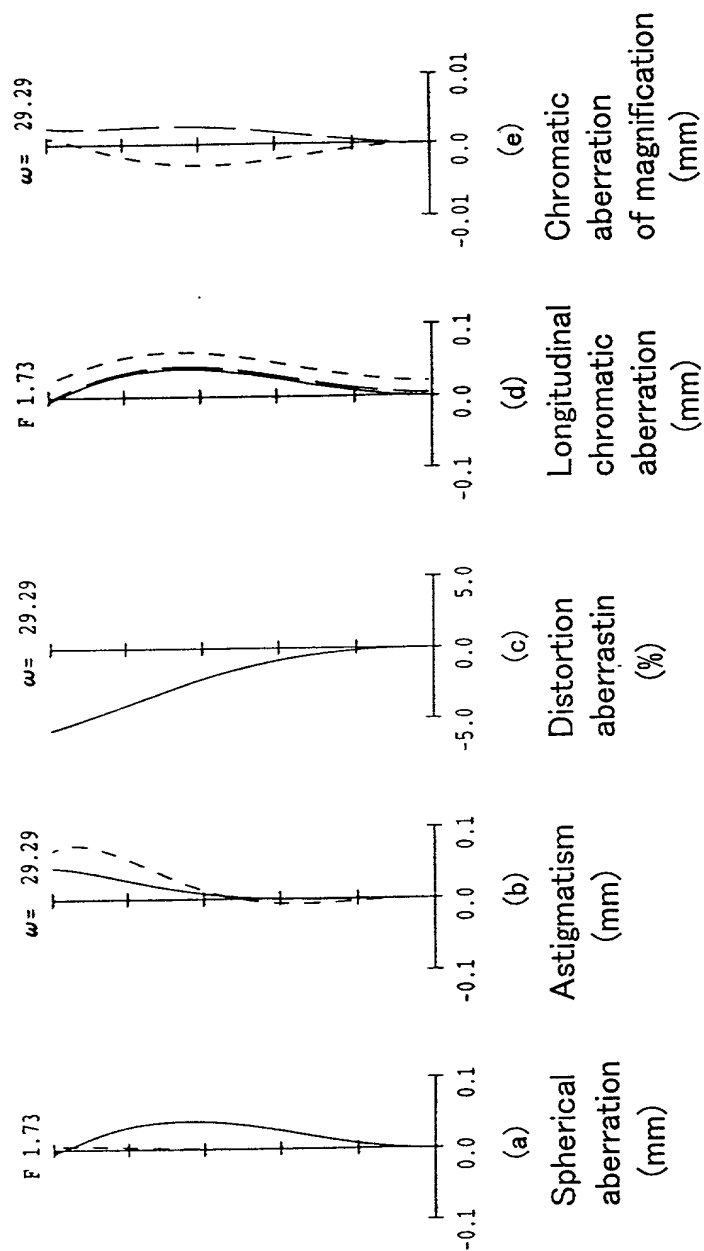 F 1.73
-0.1 0.0 0.1
(a)
Spherical
aberration
(mm)
ω= 29.29
-0.1 0.0 0.1
(b)
Astigmatism
(mm)
ω= 29.29
-5.0 0.0 5.0
(c)
Distortion
aberrastin
(%)
F 1.73
-0.1 0.0 0.1
(d)
Longitudinal
chromatic
aberration
(mm)
ω= 29.29
-0.01 0.0 0.01
(e)
Chromatic
aberration
of magnification
(mm)